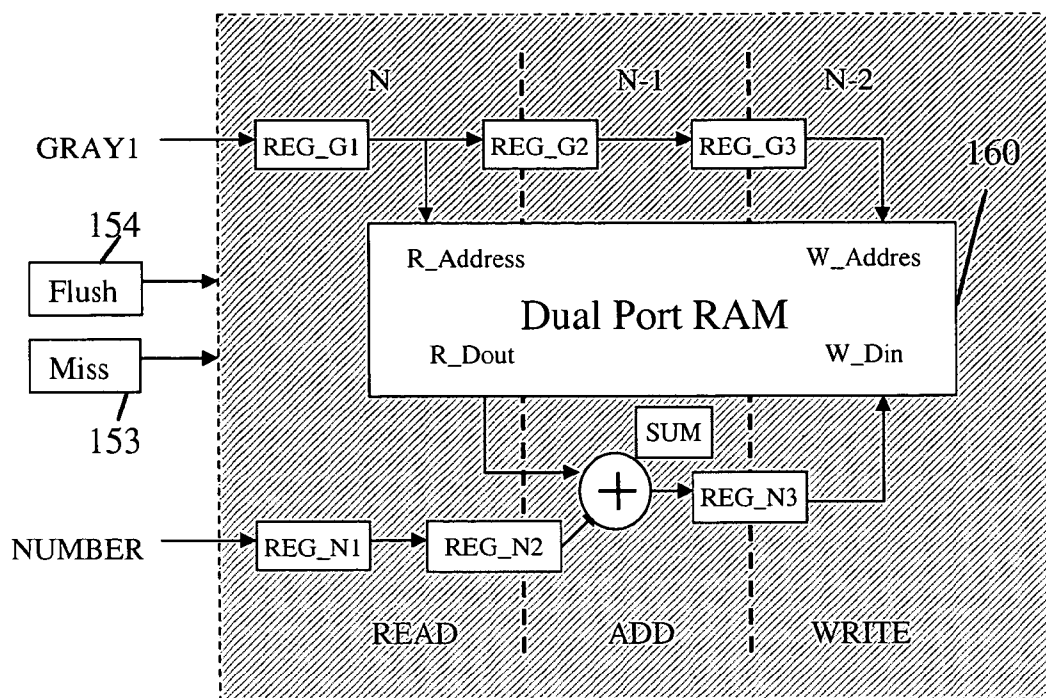 N N-1 N-2
GRAY1 REG_G1 REG_G2 REG_G3 160
154
R_Address W_Addres
Flush
Dual Port RAM
Miss R_Dout W_Din
153 SUM
REG_N3
NUMBER REG_N1 REG_N2
READ ADD WRITE